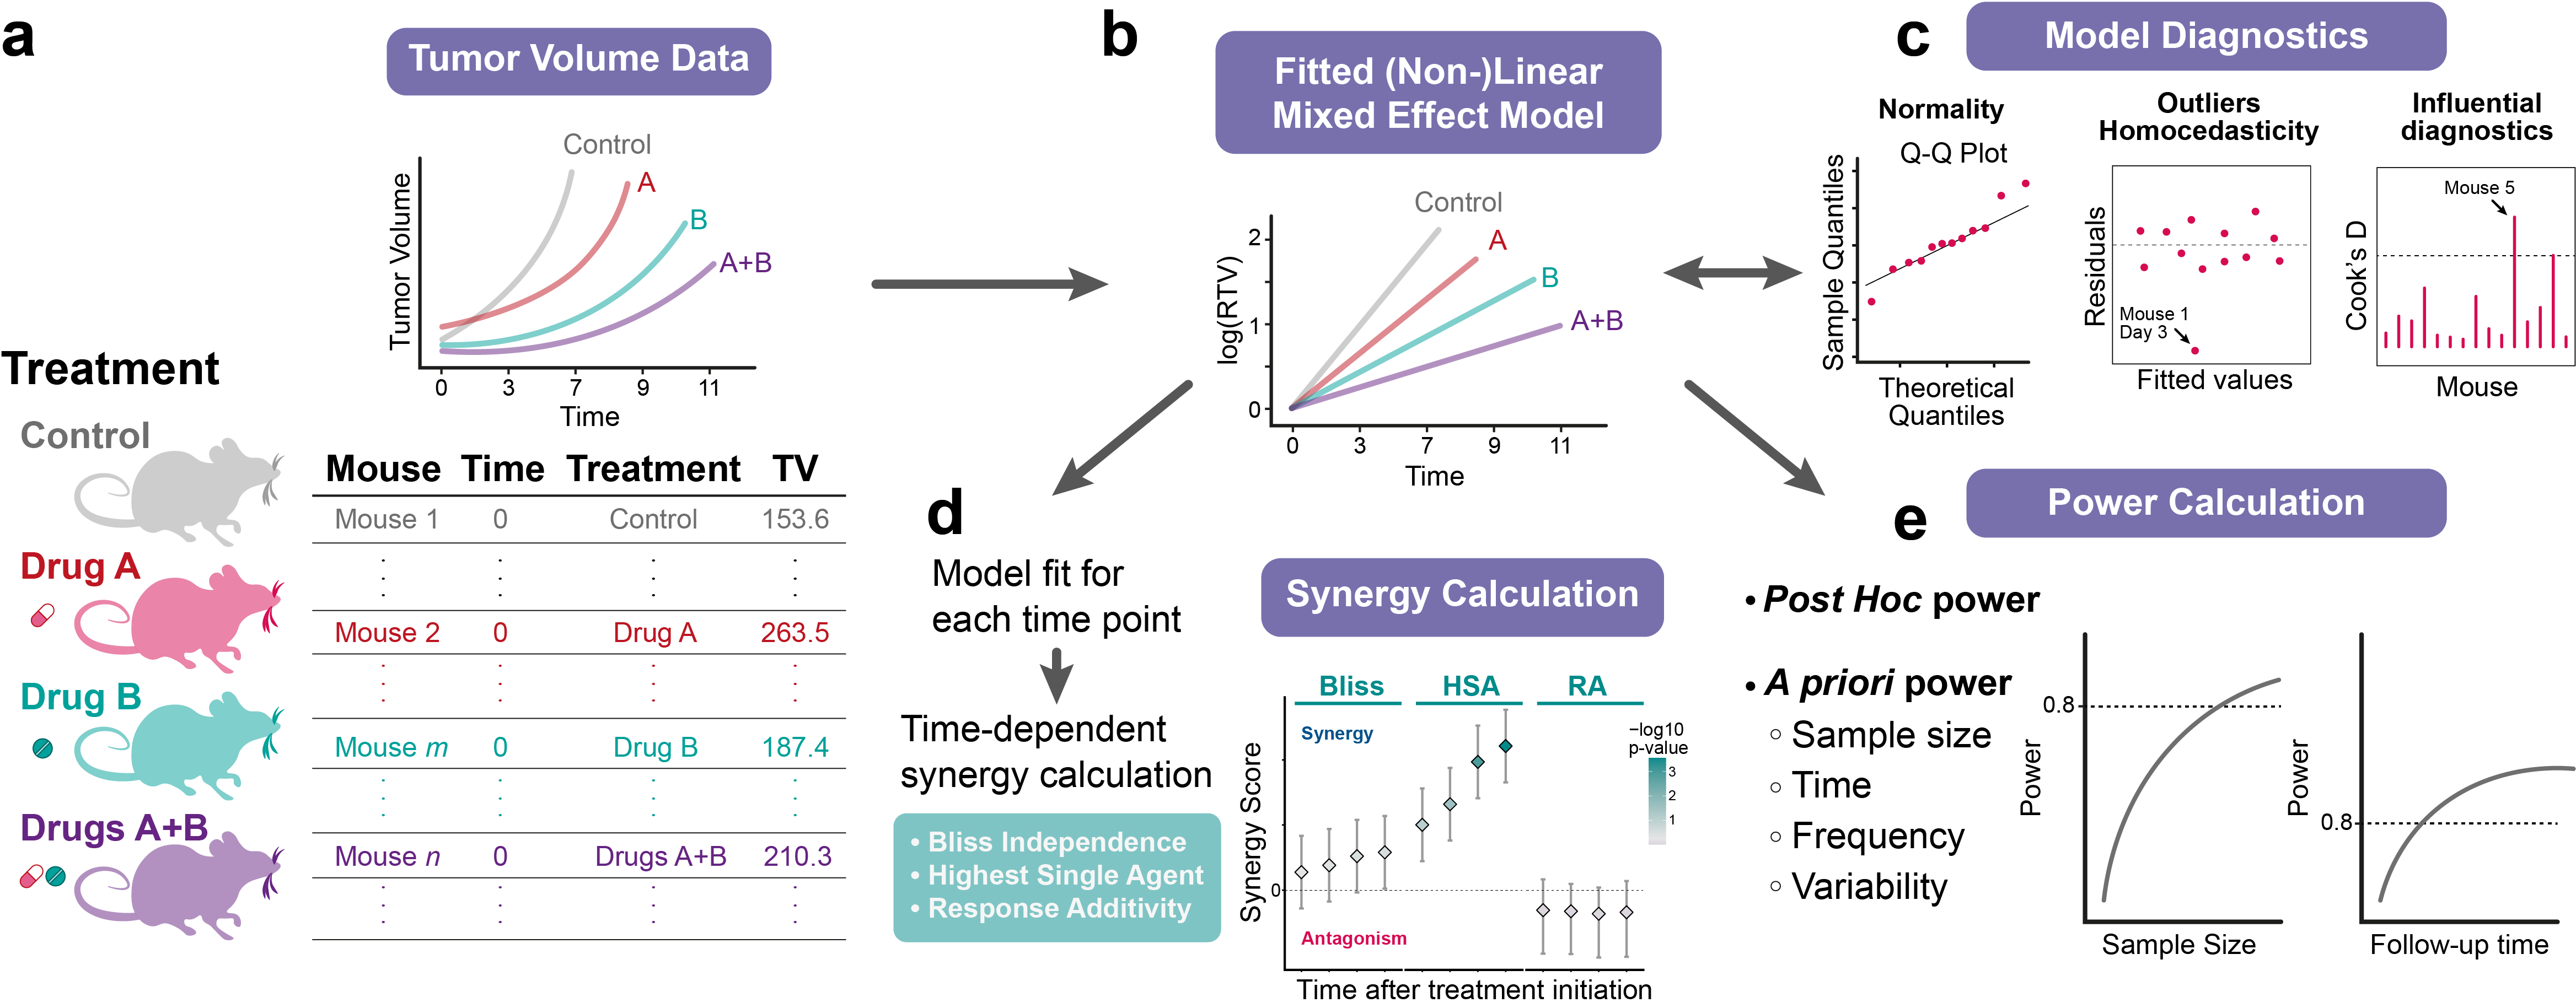 a
Tumor Volume Data
Tumor Volume
Control
A
B
A+B
0 3 7 9 11
Time
Treatment
Control
Drug A
Drug B
Drugs A+B
Mouse Time Treatment TV
Mouse 1 0 Control 153.6
Mouse 2 0 Drug A 263.5
Mouse m 0 Drug B 187.4
Mouse n 0 Drugs A+B 210.3
b
Fitted (Non-)Linear
Mixed Effect Model
log(RTV)
2
1
0
Control
A
B
A+B
0 3 7 9 11
Time
c
Model Diagnostics
Normality
Q-Q Plot
Sample Quantiles
Theoretical
Quantiles
Outliers
Homocedasticity
Residuals
Mouse 1
Day 3
Fitted values
Influential
diagnostics
Cook's D
Mouse 5
Mouse
d
Model fit for
each time point
Time-dependent
synergy calculation
• Bliss Independence
• Highest Single Agent
• Response Additivity
Synergy Calculation
Bliss HSA RA
Synergy Score
Synergy
0
Antagonism
−log10
p-value
3
2
1
Time after treatment initiation
e
Power Calculation
• Post Hoc power
• A priori power
○ Sample size
○ Time
○ Frequency
○ Variability
Power
0.8
Sample Size
Power
0.8
Follow-up time